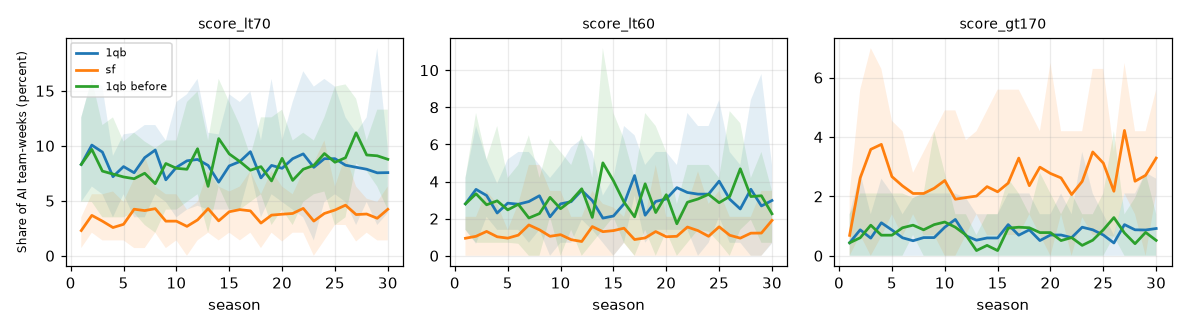 score_lt70
score_lt60
score_gt170
Share of AI team-weeks (percent)
1qb
sf
1qb before
15
10
5
0
0 5 10 15 20 25 30
season
10
8
6
4
2
0
0 5 10 15 20 25 30
season
6
4
2
0
0 5 10 15 20 25 30
season